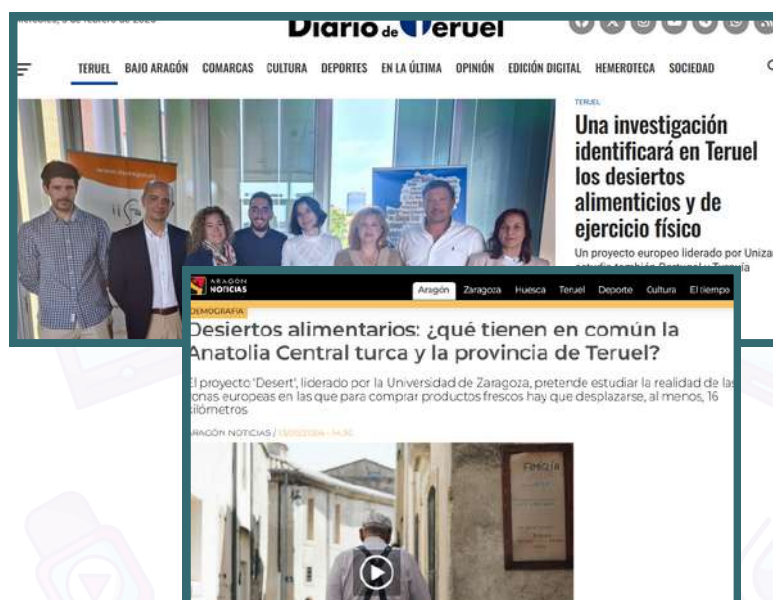 Diario de Teruel
TERUEL BAJO ARAGÓN COMARCAS CULTURA DEPORTES EN LA ÚLTIMA OPINIÓN EDICIÓN DIGITAL HEMEROTECA SOCIEDAD
TERUEL
Una investigación
identificará en Teruel
los desiertos
alimenticios y de
ejercicio físico
Un proyecto europeo liderado por Unizar
ARAGÓN
NOTICIAS
Aragón Zaragoza Huesca Teruel Deporte Cultura El tiempo
DEMOGRAFÍA
Desiertos alimentarios: ¿qué tienen en común la
Anatolia Central turca y la provincia de Teruel?
El proyecto 'Desert', liderado por la Universidad de Zaragoza, pretende estudiar la realidad de las
zonas europeas en las que para comprar productos frescos hay que desplazarse, al menos, 16
kilómetros
ARAGÓN NOTICIAS /